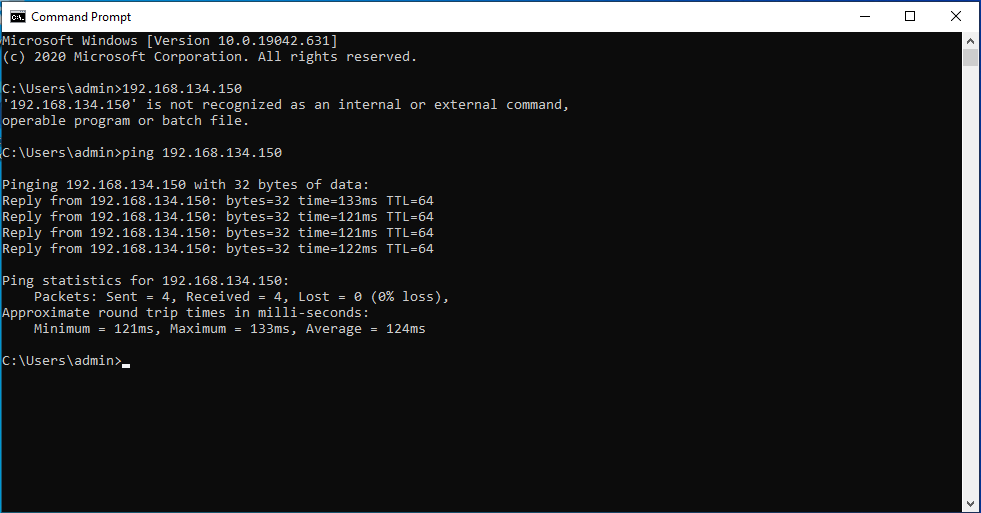 Command Prompt
Microsoft Windows [Version 10.0.19042.631]
(c) 2020 Microsoft Corporation. All rights reserved.
C:\Users\admin>192.168.134.150
'192.168.134.150' is not recognized as an internal or external command,
operable program or batch file.
C:\Users\admin>ping 192.168.134.150
Pinging 192.168.134.150 with 32 bytes of data:
Reply from 192.168.134.150: bytes=32 time=133ms TTL=64
Reply from 192.168.134.150: bytes=32 time=121ms TTL=64
Reply from 192.168.134.150: bytes=32 time=121ms TTL=64
Reply from 192.168.134.150: bytes=32 time=122ms TTL=64
Ping statistics for 192.168.134.150:
    Packets: Sent = 4, Received = 4, Lost = 0 (0% loss),
Approximate round trip times in milli-seconds:
    Minimum = 121ms, Maximum = 133ms, Average = 124ms
C:\Users\admin>